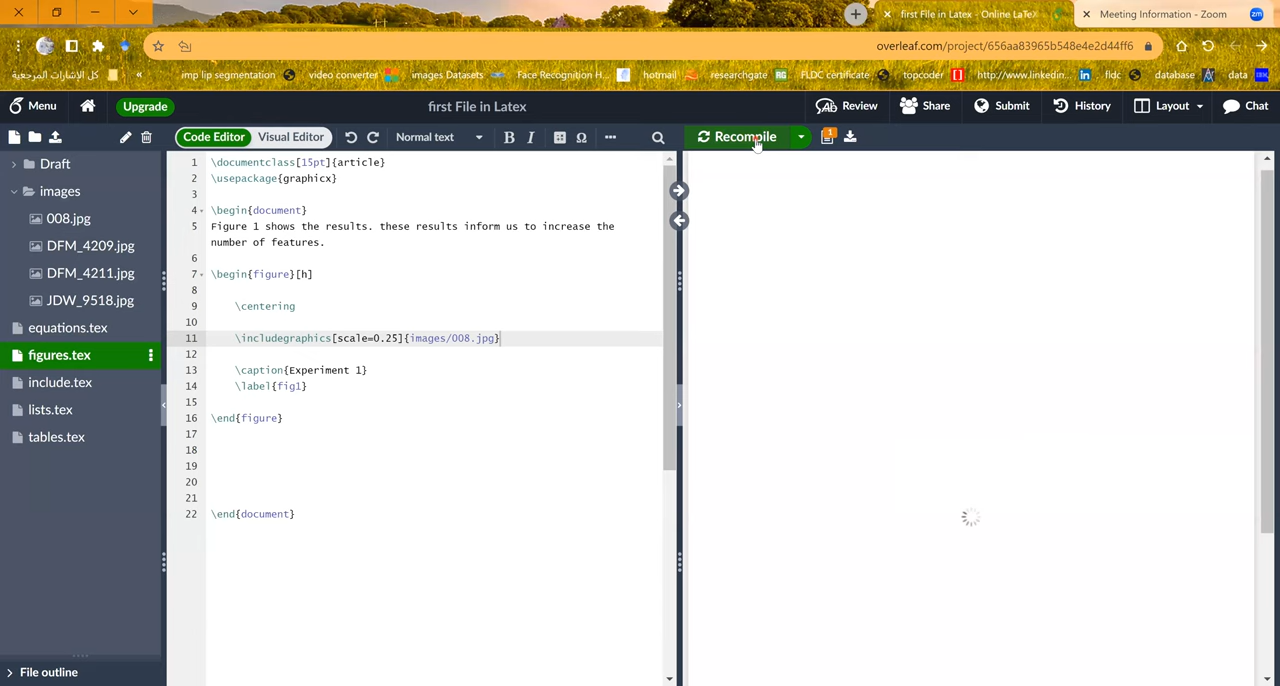 first File in Latex - Online LaTeX
Meeting Information - Zoom
zm
overleaf.com/project/656aa83965b548e4e2d44ff6
كل الإشارات المرجعية
»
imp lip segmentation
video converter
images Datasets
Face Recognition H...
hotmail
researchgate
FLDC certificate
topcoder
http://www.linkedin...
fldc
database
data
Menu
Upgrade
first File in Latex
Review
Share
Submit
History
Layout
Chat
Code Editor
Visual Editor
Normal text
B
I
Ω
Recompile
1
Draft
images
008.jpg
DFM_4209.jpg
DFM_4211.jpg
JDW_9518.jpg
equations.tex
figures.tex
include.tex
lists.tex
tables.tex
File outline
1 \documentclass[15pt]{article}
2 \usepackage{graphicx}
3
4 \begin{document}
5 Figure 1 shows the results. these results inform us to increase the
number of features.
6
7 \begin{figure}[h]
8
9 \centering
10
11 \includegraphics[scale=0.25]{images/008.jpg}
12
13 \caption{Experiment 1}
14 \label{fig1}
15
16 \end{figure}
17
18
19
20
21
22 \end{document}